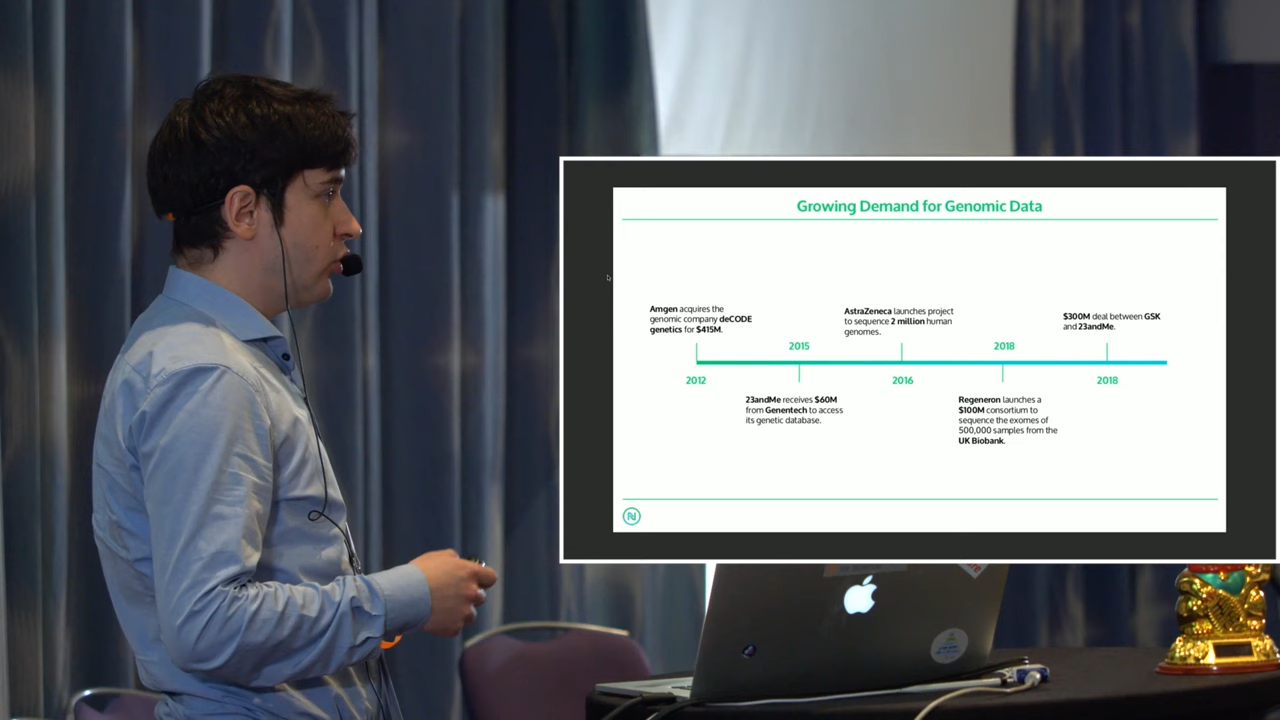 Growing Demand for Genomic Data
Amgen acquires the
genomic company deCODE
genetics for $415M.
2012
2015
23andMe receives $60M
from Genentech to access
its genetic database.
AstraZeneca launches project
to sequence 2 million human
genomes.
2016
2018
Regeneron launches a
$100M consortium to
sequence the exomes of
500,000 samples from the
UK Biobank.
$300M deal between GSK
and 23andMe.
2018
N